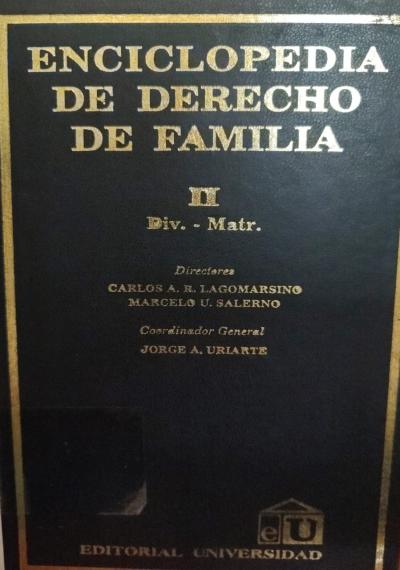 ENCICLOPEDIA
DE DERECHO
DE FAMILIA
II
Div. - Matr.
Directores
CARLOS A. R. LAGOMARSINO
MARCELO U. SALERNO
Coordinador General
JORGE A. URIARTE
eU
EDITORIAL UNIVERSIDAD